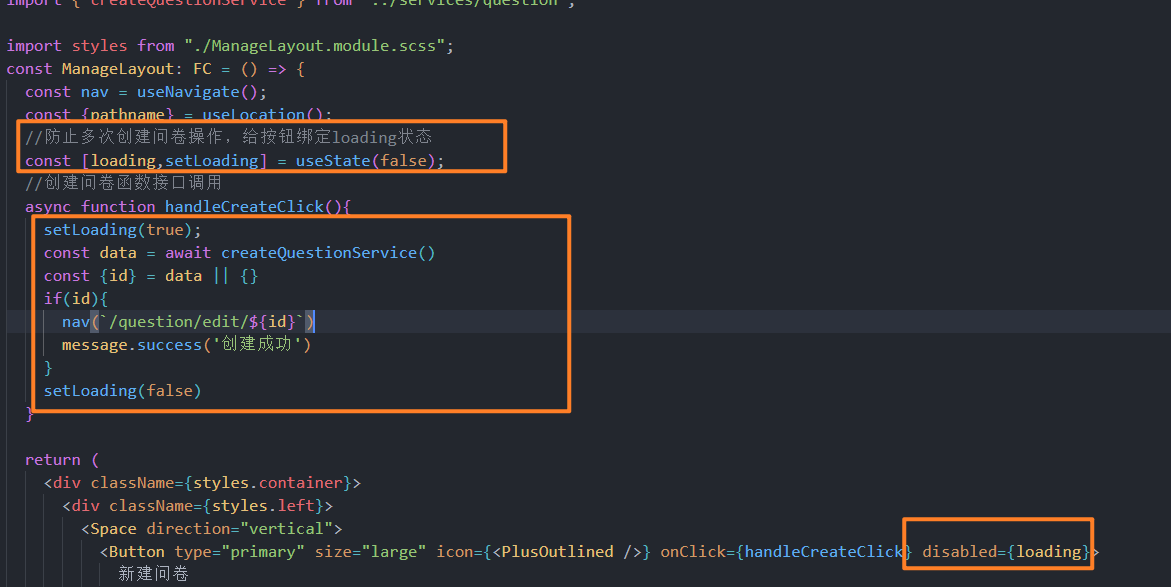 import { createQuestionService } from "../services/question";
import styles from "./ManageLayout.module.scss";
const ManageLayout: FC = () => {
const nav = useNavigate();
const {pathname} = useLocation();
//防止多次创建问卷操作，给按钮绑定loading状态
const [loading,setLoading] = useState(false);
//创建问卷函数接口调用
async function handleCreateClick(){
setLoading(true);
const data = await createQuestionService()
const {id} = data || {}
if(id){
nav(`/question/edit/${id}`)
message.success('创建成功')
}
setLoading(false)
}
return (
<div className={styles.container}>
<div className={styles.left}>
<Space direction="vertical">
<Button type="primary" size="large" icon={<PlusOutlined />} onClick={handleCreateClick} disabled={loading}>
新建问卷